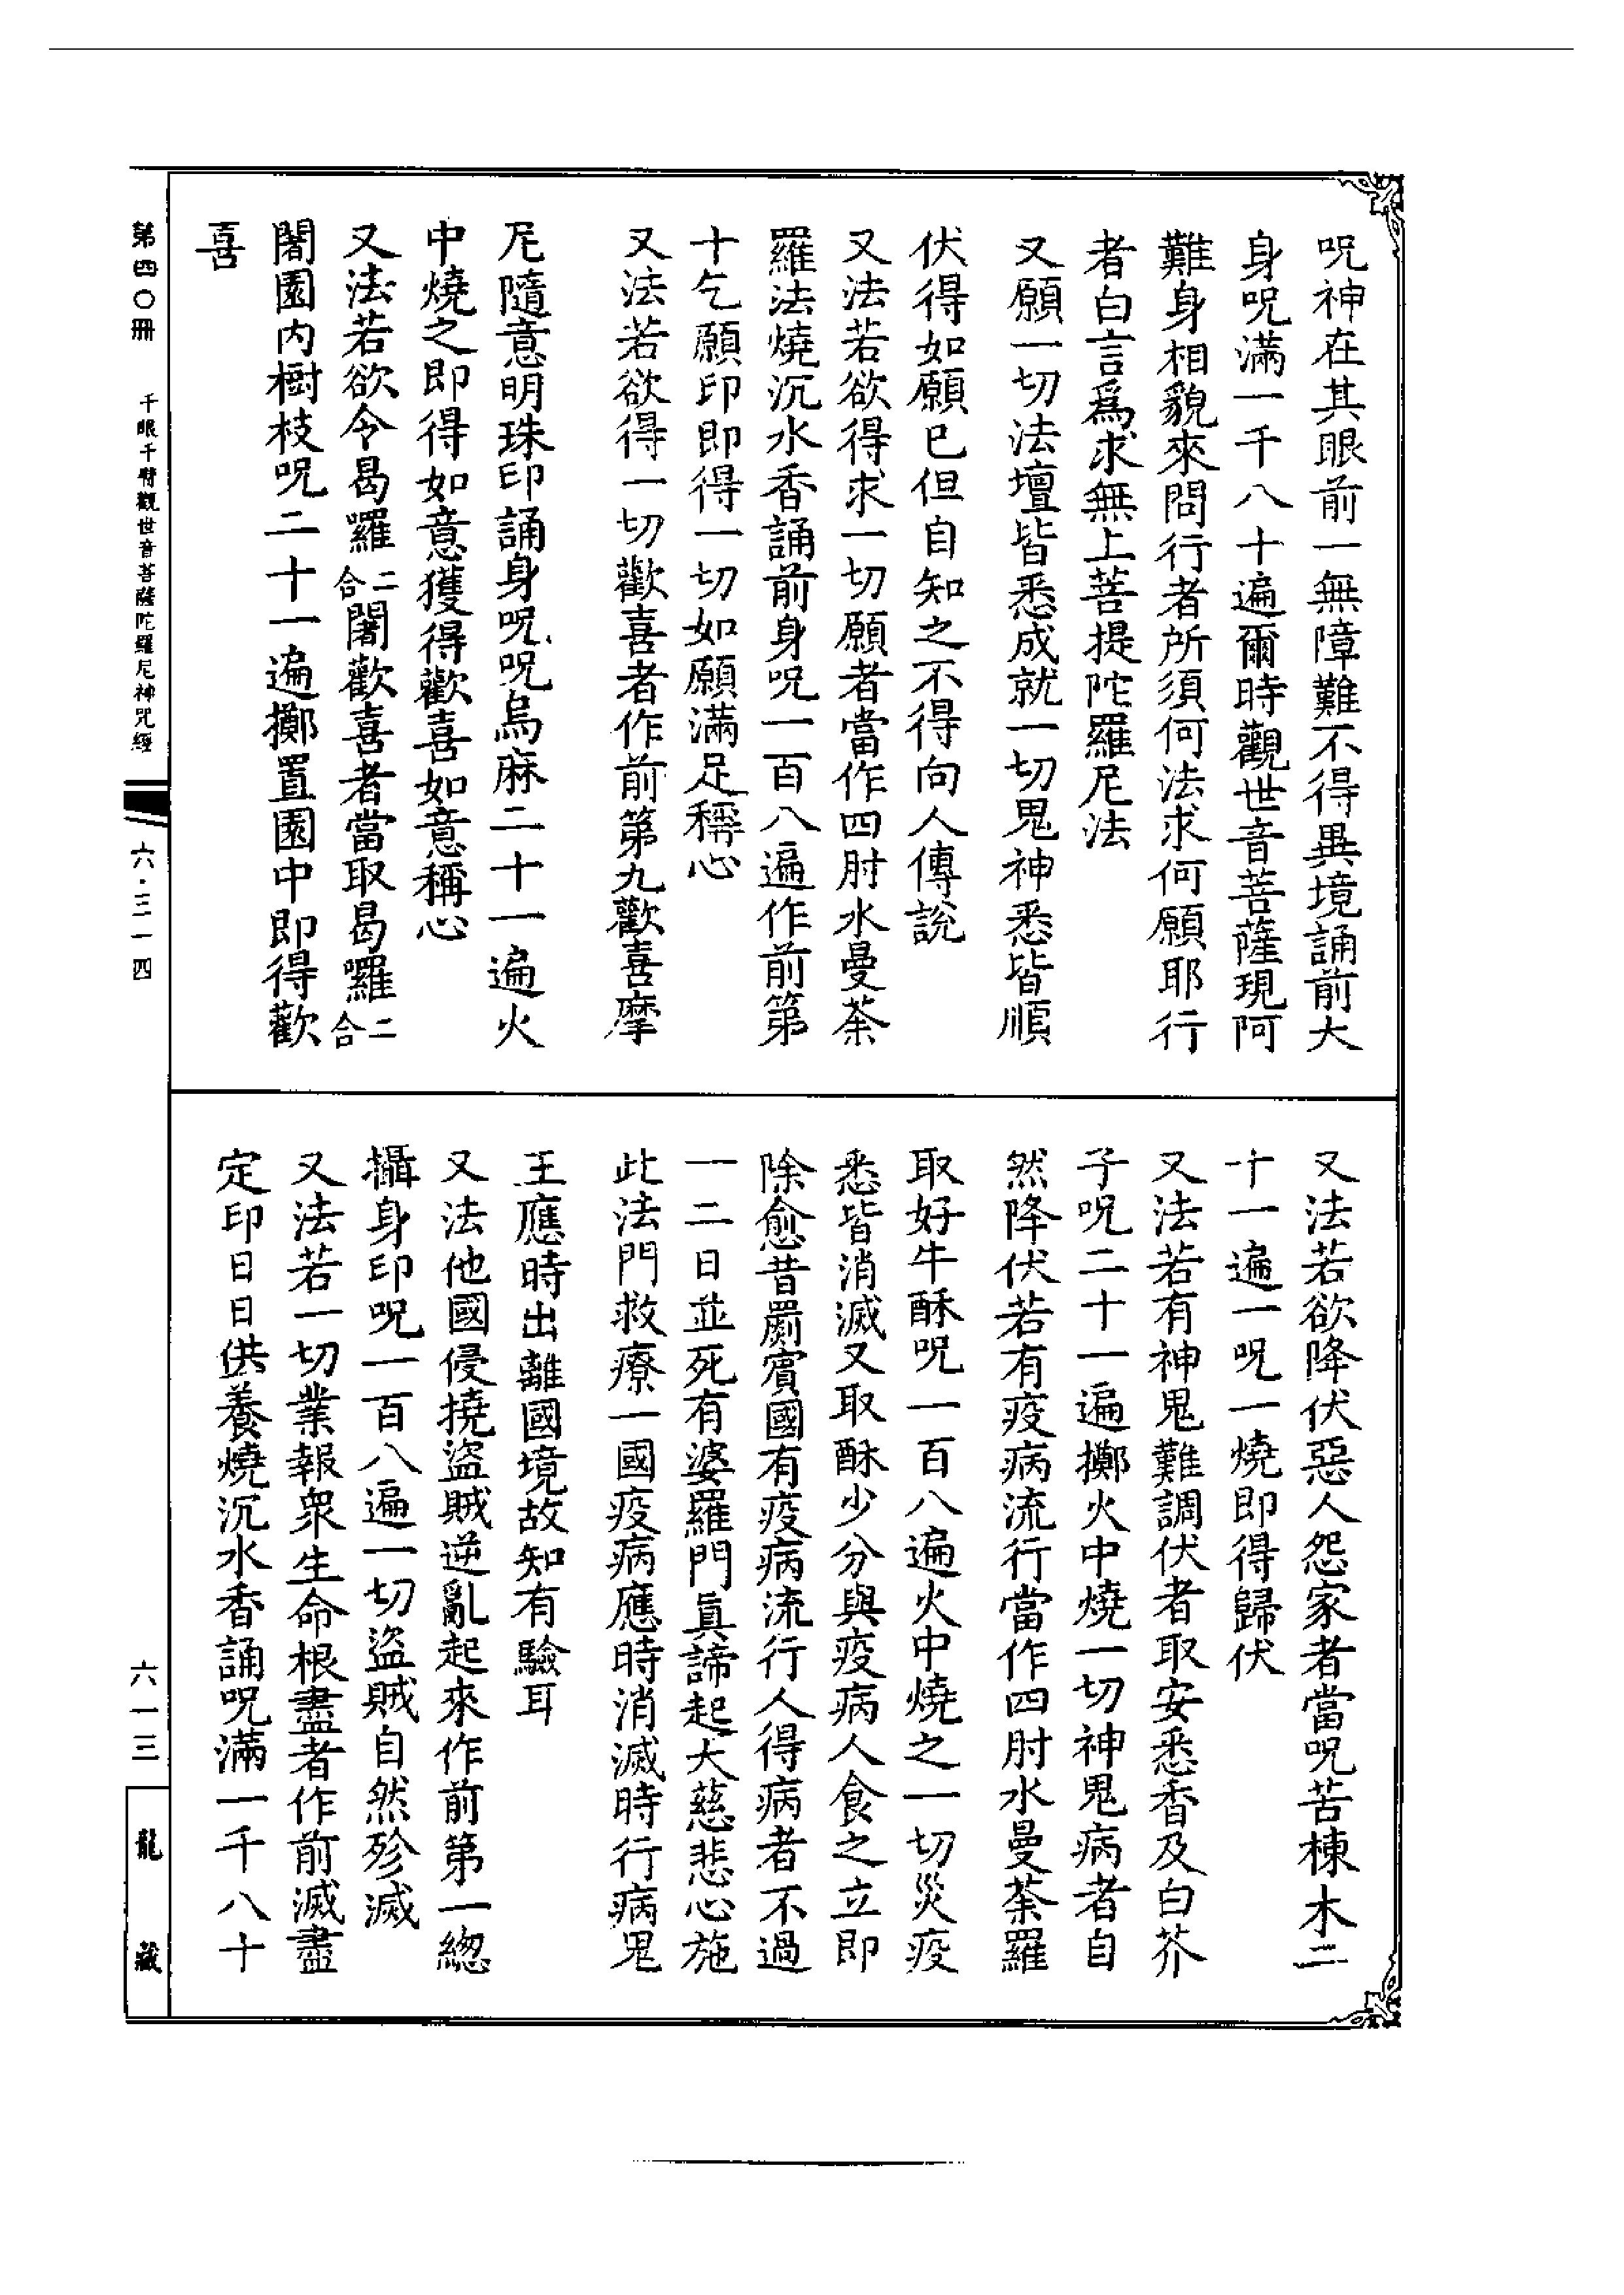 呪神在其眼前一無障難不得異境誦前大
身呪滿一千八十遍爾時觀世音菩薩現阿
難身相貌來問行者所須何法求何願耶行
者白言爲求無上菩提陀羅尼法
又願一切法壇皆悉成就一切鬼神悉皆順
伏得如願已但自知之不得向人傳說
又法若欲得求一切願者當作四肘水曼荼
羅法燒沉水香誦前身呪一百八遍作前第
十乞願印即得一切如願滿足稱心
又法若欲得一切歡喜者作前第九歡喜摩
尼隨意明珠印誦身呪呪烏麻二十一遍火
中燒之即得如意獲得歡喜如意稱心
又法若欲令曷囉二合闍歡喜者當取曷囉二合
闍園内樹枝呪二十一遍擲置園中即得歡
喜
又法若欲降伏惡人怨家者當呪苦楝木二
十一遍一呪一燒即得歸伏
又法若有神鬼難調伏者取安悉香及白芥
子呪二十一遍擲火中燒一切神鬼病者自
然降伏若有疫病流行當作四肘水曼荼羅
取好牛酥呪一百八遍火中燒之一切災疫
悉皆消滅又取酥少分與疫病人食之立即
除愈昔罽賓國有疫病流行人得病者不過
一二日並死有婆羅門眞諦起大慈悲心施
此法門救療一國疫病應時消滅時行病鬼
王應時出離國境故知有驗耳
又法他國侵撓盜賊逆亂起來作前第一總
攝身印呪一百八遍一切盜賊自然殄滅
又法若一切業報衆生命根盡者作前滅盡
定印日日供養燒沉水香誦呪滿一千八十
第四〇冊 千眼千臂觀世音菩薩陀羅尼神咒經 六·三一四
六一三
龍藏